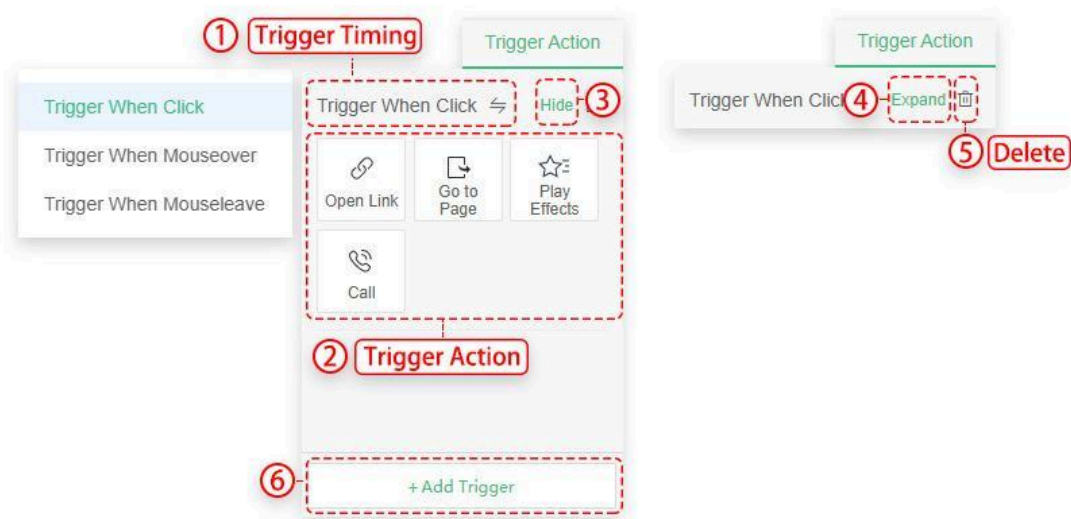 ① Trigger Timing
Trigger Action
Trigger When Click
Trigger When Mouseover
Trigger When Mouseleave
Trigger When Click ⇋ Hide ③
Open Link
Go to
Page
Play
Effects
Call
② Trigger Action
⑥ + Add Trigger
Trigger Action
Trigger When Click ④ Expand
⑤ Delete